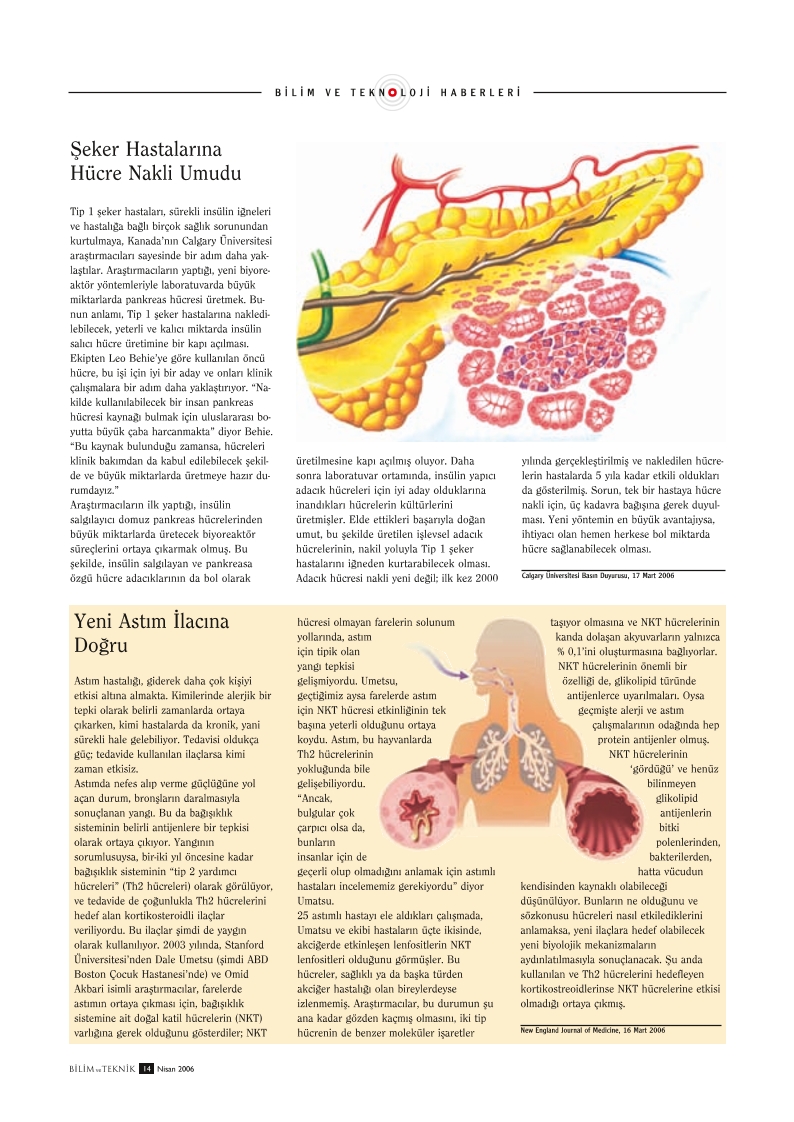 BİLİM VE TEKNOLOJİ HABERLERİ
Şeker Hastalarına
Hücre Nakli Umudu
Tip 1 şeker hastaları, sürekli insülin iğneleri
ve hastalığa bağlı birçok sağlık sorunundan
kurtulmaya, Kanada'nın Calgary Üniversitesi
araştırmacıları sayesinde bir adım daha yak-
laştılar. Araştırmacıların yaptığı, yeni biyore-
aktör yöntemleriyle laboratuvarda büyük
miktarlarda pankreas hücresi üretmek. Bu-
nun anlamı, Tip 1 şeker hastalarına nakledi-
lebilecek, yeterli ve kalıcı miktarda insülin
salıcı hücre üretimine bir kapı açılması.
Ekipten Leo Behie'ye göre kullanılan öncü
hücre, bu işi için iyi bir aday ve onları klinik
çalışmalara bir adım daha yaklaştırıyor. “Na-
kilde kullanılabilecek bir insan pankreas
hücresi kaynağı bulmak için uluslararası bo-
yutta büyük çaba harcanmakta” diyor Behie.
“Bu kaynak bulunduğu zamansa, hücreleri
klinik bakımdan da kabul edilebilecek şekil-
de ve büyük miktarlarda üretmeye hazır du-
rumdayız.”
Araştırmacıların ilk yaptığı, insülin
salgılayıcı domuz pankreas hücrelerinden
büyük miktarlarda üretecek biyoreaktör
süreçlerini ortaya çıkarmak olmuş. Bu
şekilde, insülin salgılayan ve pankreasa
özgü hücre adacıklarının da bol olarak
üretilmesine kapı açılmış oluyor. Daha
sonra laboratuvar ortamında, insülin yapıcı
adacık hücreleri için iyi aday olduklarına
inandıkları hücrelerin kültürlerini
üretmişler. Elde ettikleri başarıyla doğan
umut, bu şekilde üretilen işlevsel adacık
hücrelerinin, nakil yoluyla Tip 1 şeker
hastalarını iğneden kurtarabilecek olması.
Adacık hücresi nakli yeni değil; ilk kez 2000
yılında gerçekleştirilmiş ve nakledilen hücre-
lerin hastalarda 5 yıla kadar etkili oldukları
da gösterilmiş. Sorun, tek bir hastaya hücre
nakli için, üç kadavra bağışına gerek duyul-
ması. Yeni yöntemin en büyük avantajıysa,
ihtiyacı olan hemen herkese bol miktarda
hücre sağlanabilecek olması.
Calgary Üniversitesi Basın Duyurusu, 17 Mart 2006
Yeni Astım İlacına
Doğru
Astım hastalığı, giderek daha çok kişiyi
etkisi altına almakta. Kimilerinde alerjik bir
tepki olarak belirli zamanlarda ortaya
çıkarken, kimi hastalarda da kronik, yani
sürekli hale gelebiliyor. Tedavisi oldukça
güç; tedavide kullanılan ilaçlarsa kimi
zaman etkisiz.
Astımda nefes alıp verme güçlüğüne yol
açan durum, bronşların daralmasıyla
sonuçlanan yangı. Bu da bağışıklık
sisteminin belirli antijenlere bir tepkisi
olarak ortaya çıkıyor. Yangının
sorumlusuysa, bir-iki yıl öncesine kadar
bağışıklık sisteminin “tip 2 yardımcı
hücreleri” (Th2 hücreleri) olarak görülüyor,
ve tedavide de çoğunlukla Th2 hücrelerini
hedef alan kortikosteroidli ilaçlar
veriliyordu. Bu ilaçlar şimdi de yaygın
olarak kullanılıyor. 2003 yılında, Stanford
Üniversitesi'nden Dale Umetsu (şimdi ABD
Boston Çocuk Hastanesi'nde) ve Omid
Akbari isimli araştırmacılar, farelerde
astımın ortaya çıkması için, bağışıklık
sistemine ait doğal katil hücrelerin (NKT)
varlığına gerek olduğunu gösterdiler; NKT
hücresi olmayan farelerin solunum
yollarında, astım
için tipik olan
yangı tepkisi
gelişmiyordu. Umetsu,
geçtiğimiz aysa farelerde astım
için NKT hücresi etkinliğinin tek
başına yeterli olduğunu ortaya
koydu. Astım, bu hayvanlarda
Th2 hücrelerinin
yokluğunda bile
gelişebiliyordu.
“Ancak,
bulgular çok
çarpıcı olsa da,
bunların
insanlar için de
geçerli olup olmadığını anlamak için astımlı
hastaları incelememiz gerekiyordu” diyor
Umatsu.
25 astımlı hastayı ele aldıkları çalışmada,
Umatsu ve ekibi hastaların üçte ikisinde,
akciğerde etkinleşen lenfositlerin NKT
lenfositleri olduğunu görmüşler. Bu
hücreler, sağlıklı ya da başka türden
akciğer hastalığı olan bireylerdeyse
izlenmemiş. Araştırmacılar, bu durumun şu
ana kadar gözden kaçmış olmasını, iki tip
hücrenin de benzer moleküler işaretler
taşıyor olmasına ve NKT hücrelerinin
kanda dolaşan akyuvarların yalnızca
% 0,1'ini oluşturmasına bağlıyorlar.
NKT hücrelerinin önemli bir
özelliği de, glikolipid türünde
antijenlerce uyarılmaları. Oysa
geçmişte alerji ve astım
çalışmalarının odağında hep
protein antijenler olmuş.
NKT hücrelerinin
‘gördüğü’ ve henüz
bilinmeyen
glikolipid
antijenlerin
bitki
polenlerinden,
bakterilerden,
hatta vücudun
kendisinden kaynaklı olabileceği
düşünülüyor. Bunların ne olduğunu ve
sözkonusu hücreleri nasıl etkilediklerini
anlamaksa, yeni ilaçlara hedef olabilecek
yeni biyolojik mekanizmaların
aydınlatılmasıyla sonuçlanacak. Şu anda
kullanılan ve Th2 hücrelerini hedefleyen
kortikostreoidlerinse NKT hücrelerine etkisi
olmadığı ortaya çıkmış.
New England Journal of Medicine, 16 Mart 2006
BİLİM ve TEKNİK 14 Nisan 2006